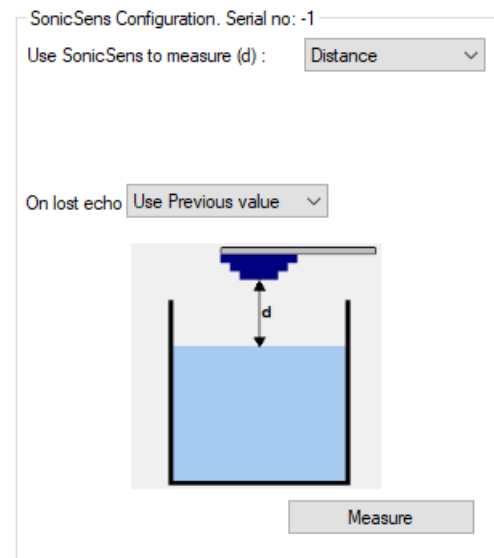 SonicSens Configuration. Serial no: -1
Use SonicSens to measure (d) : Distance
On lost echo Use Previous value
d
Measure